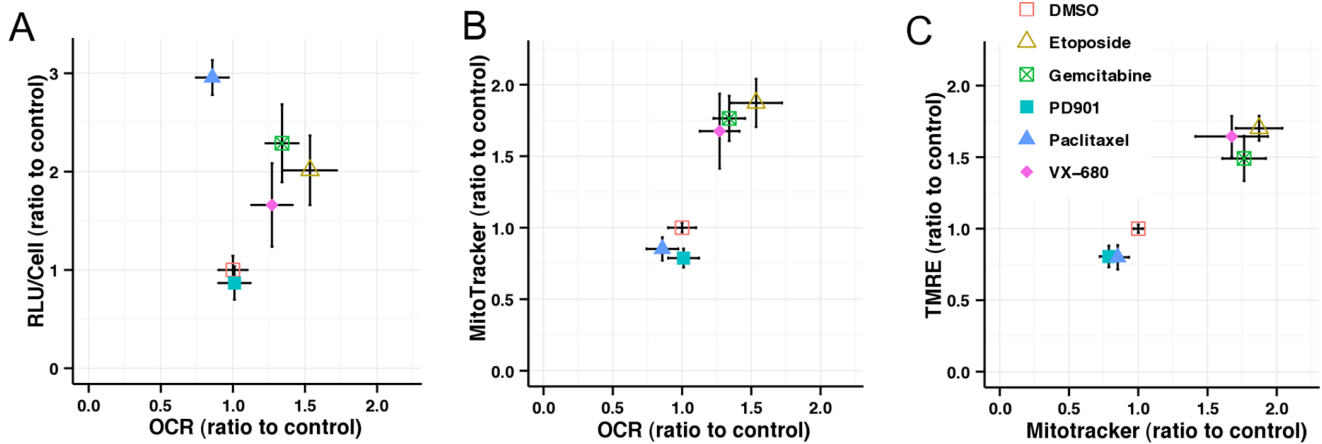 A
RLU/Cell (ratio to control)
3
2
1
0
0.0 0.5 1.0 1.5 2.0
OCR (ratio to control)
B
MitoTracker (ratio to control)
2.0
1.5
1.0
0.5
0.0
0.0 0.5 1.0 1.5 2.0
OCR (ratio to control)
C
DMSO
Etoposide
Gemcitabine
PD901
Paclitaxel
VX–680
TMRE (ratio to control)
2.0
1.5
1.0
0.5
0.0
0.0 0.5 1.0 1.5 2.0
Mitotracker (ratio to control)